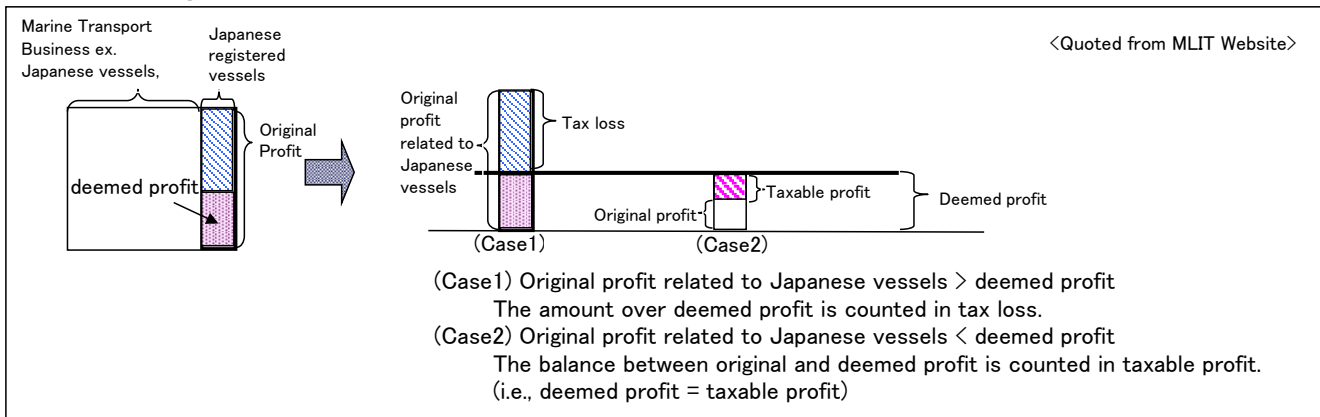 Marine Transport
Business ex.
Japanese vessels,
Japanese
registered
vessels
<Quoted from MLIT Website>
Original
Profit
deemed profit
Original
profit
related to
Japanese
vessels
Tax loss
Taxable profit
Original profit
Deemed profit
(Case1)
(Case2)
(Case1) Original profit related to Japanese vessels > deemed profit
The amount over deemed profit is counted in tax loss.
(Case2) Original profit related to Japanese vessels < deemed profit
The balance between original and deemed profit is counted in taxable profit.
(i.e., deemed profit = taxable profit)